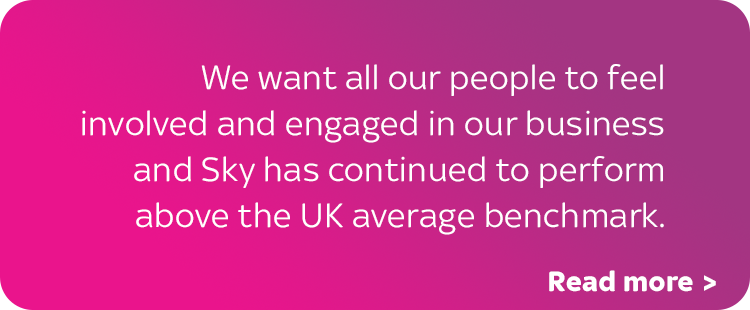 We want all our people to feel
involved and engaged in our business
and Sky has continued to perform
above the UK average benchmark.
Read more >